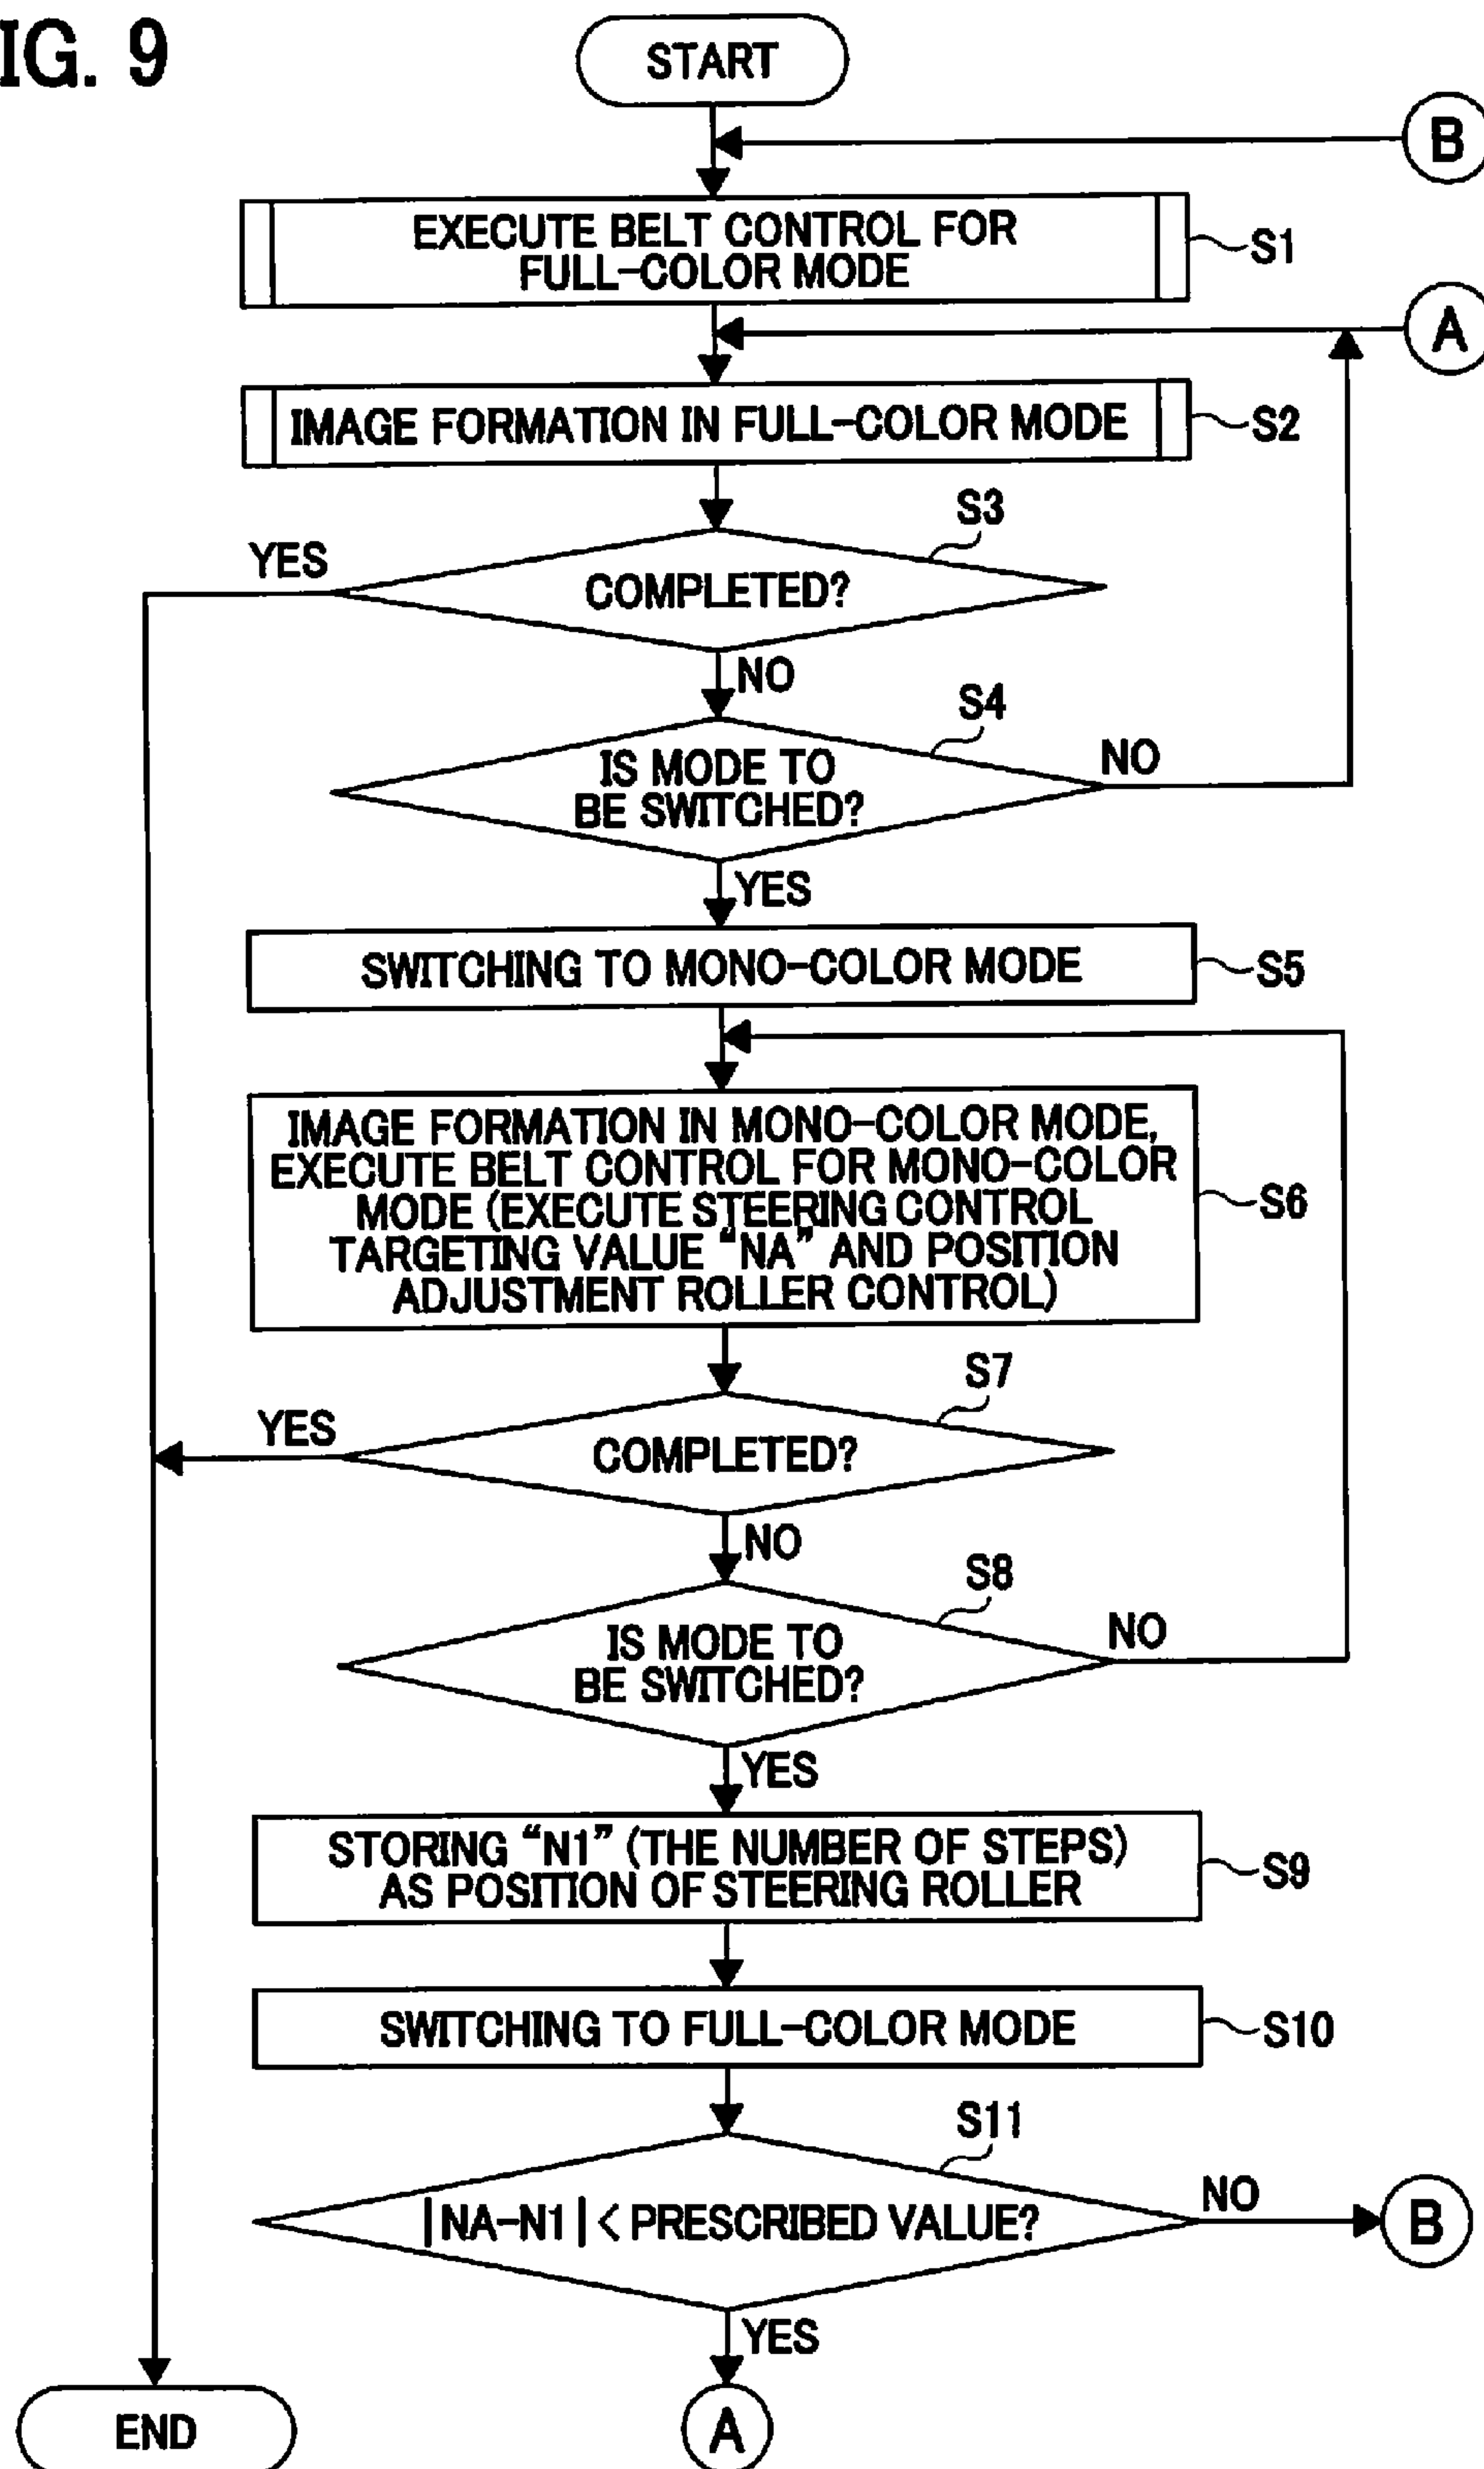 IG. 9
START
B
EXECUTE BELT CONTROL FOR
FULL-COLOR MODE
S1
A
IMAGE FORMATION IN FULL-COLOR MODE
S2
S3
YES
COMPLETED?
NO
S4
IS MODE TO
BE SWITCHED?
NO
YES
SWITCHING TO MONO-COLOR MODE
S5
IMAGE FORMATION IN MONO-COLOR MODE,
EXECUTE BELT CONTROL FOR MONO-COLOR
MODE (EXECUTE STEERING CONTROL
TARGETING VALUE “NA” AND POSITION
ADJUSTMENT ROLLER CONTROL)
S6
S7
YES
COMPLETED?
NO
S8
IS MODE TO
BE SWITCHED?
NO
YES
STORING “N1” (THE NUMBER OF STEPS)
AS POSITION OF STEERING ROLLER
S9
SWITCHING TO FULL-COLOR MODE
S10
S11
|NA-N1| < PRESCRIBED VALUE?
NO
B
YES
END
A